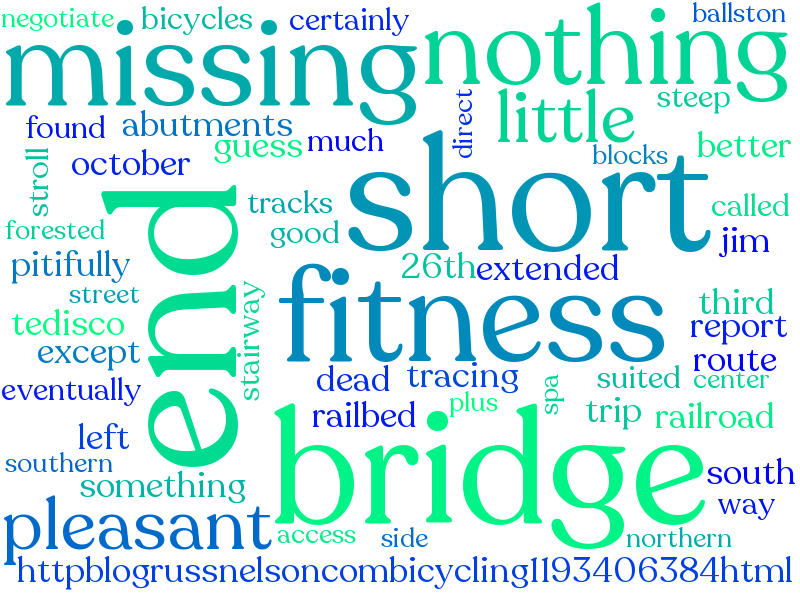 negotiate bicycles certainly ballston
missing nothing
found abutments guess much direct little steep
stroll october blocks better
end short
forested tracks good called
pitifully 26th extended jim
street stairway fitness third
tedisco report
except route
eventually dead tracing spa suited center
left railbed plus trip railroad
southern bridge
something south
pleasant way
access side northern
httpblogrussnelsoncombicycling1193406384html